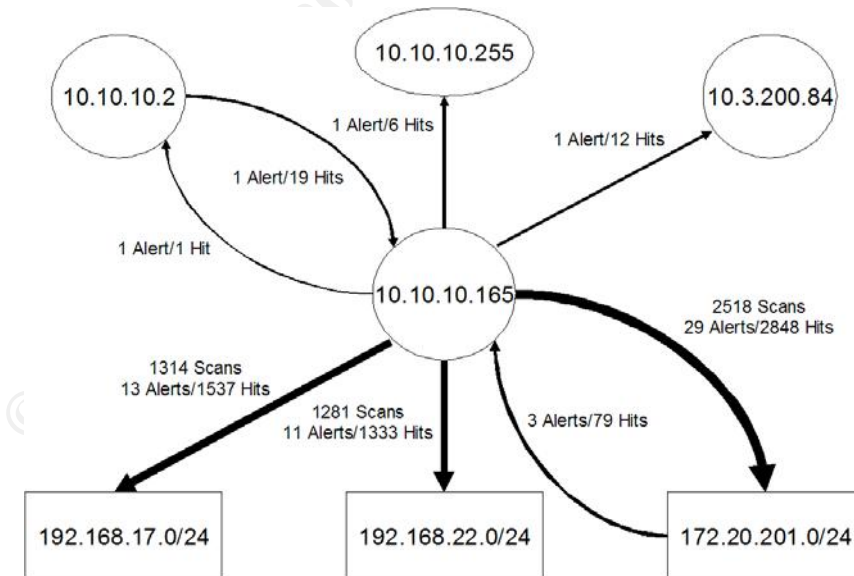 10.10.10.255
10.10.10.2
10.3.200.84
1 Alert/6 Hits
1 Alert/12 Hits
1 Alert/19 Hits
1 Alert/1 Hit
10.10.10.165
2518 Scans
29 Alerts/2848 Hits
1314 Scans
13 Alerts/1537 Hits
1281 Scans
11 Alerts/1333 Hits
3 Alerts/79 Hits
192.168.17.0/24
192.168.22.0/24
172.20.201.0/24